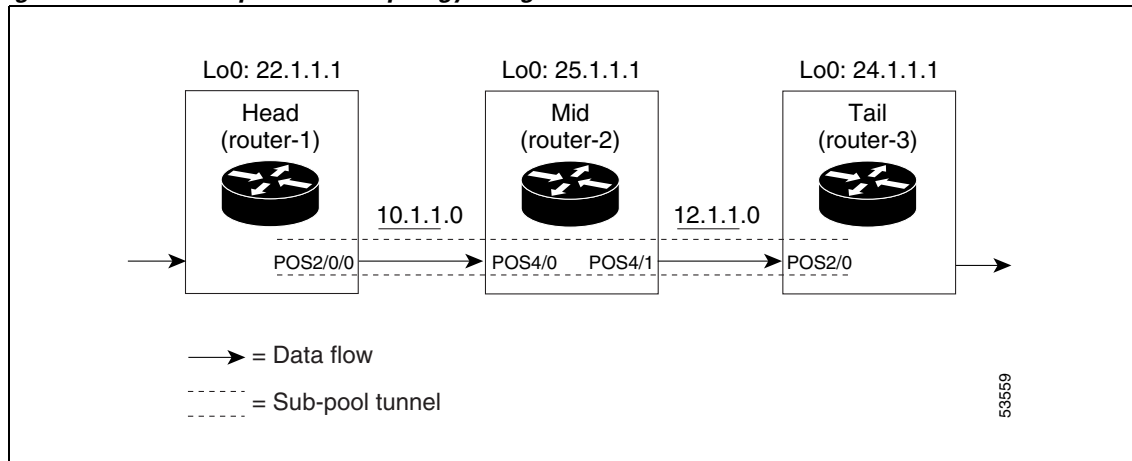 Lo0: 22.1.1.1 Lo0: 25.1.1.1 Lo0: 24.1.1.1
Head Mid Tail
(router-1) (router-2) (router-3)
10.1.1.0 12.1.1.0
POS2/0/0 POS4/0 POS4/1 POS2/0
= Data flow
= Sub-pool tunnel
53559